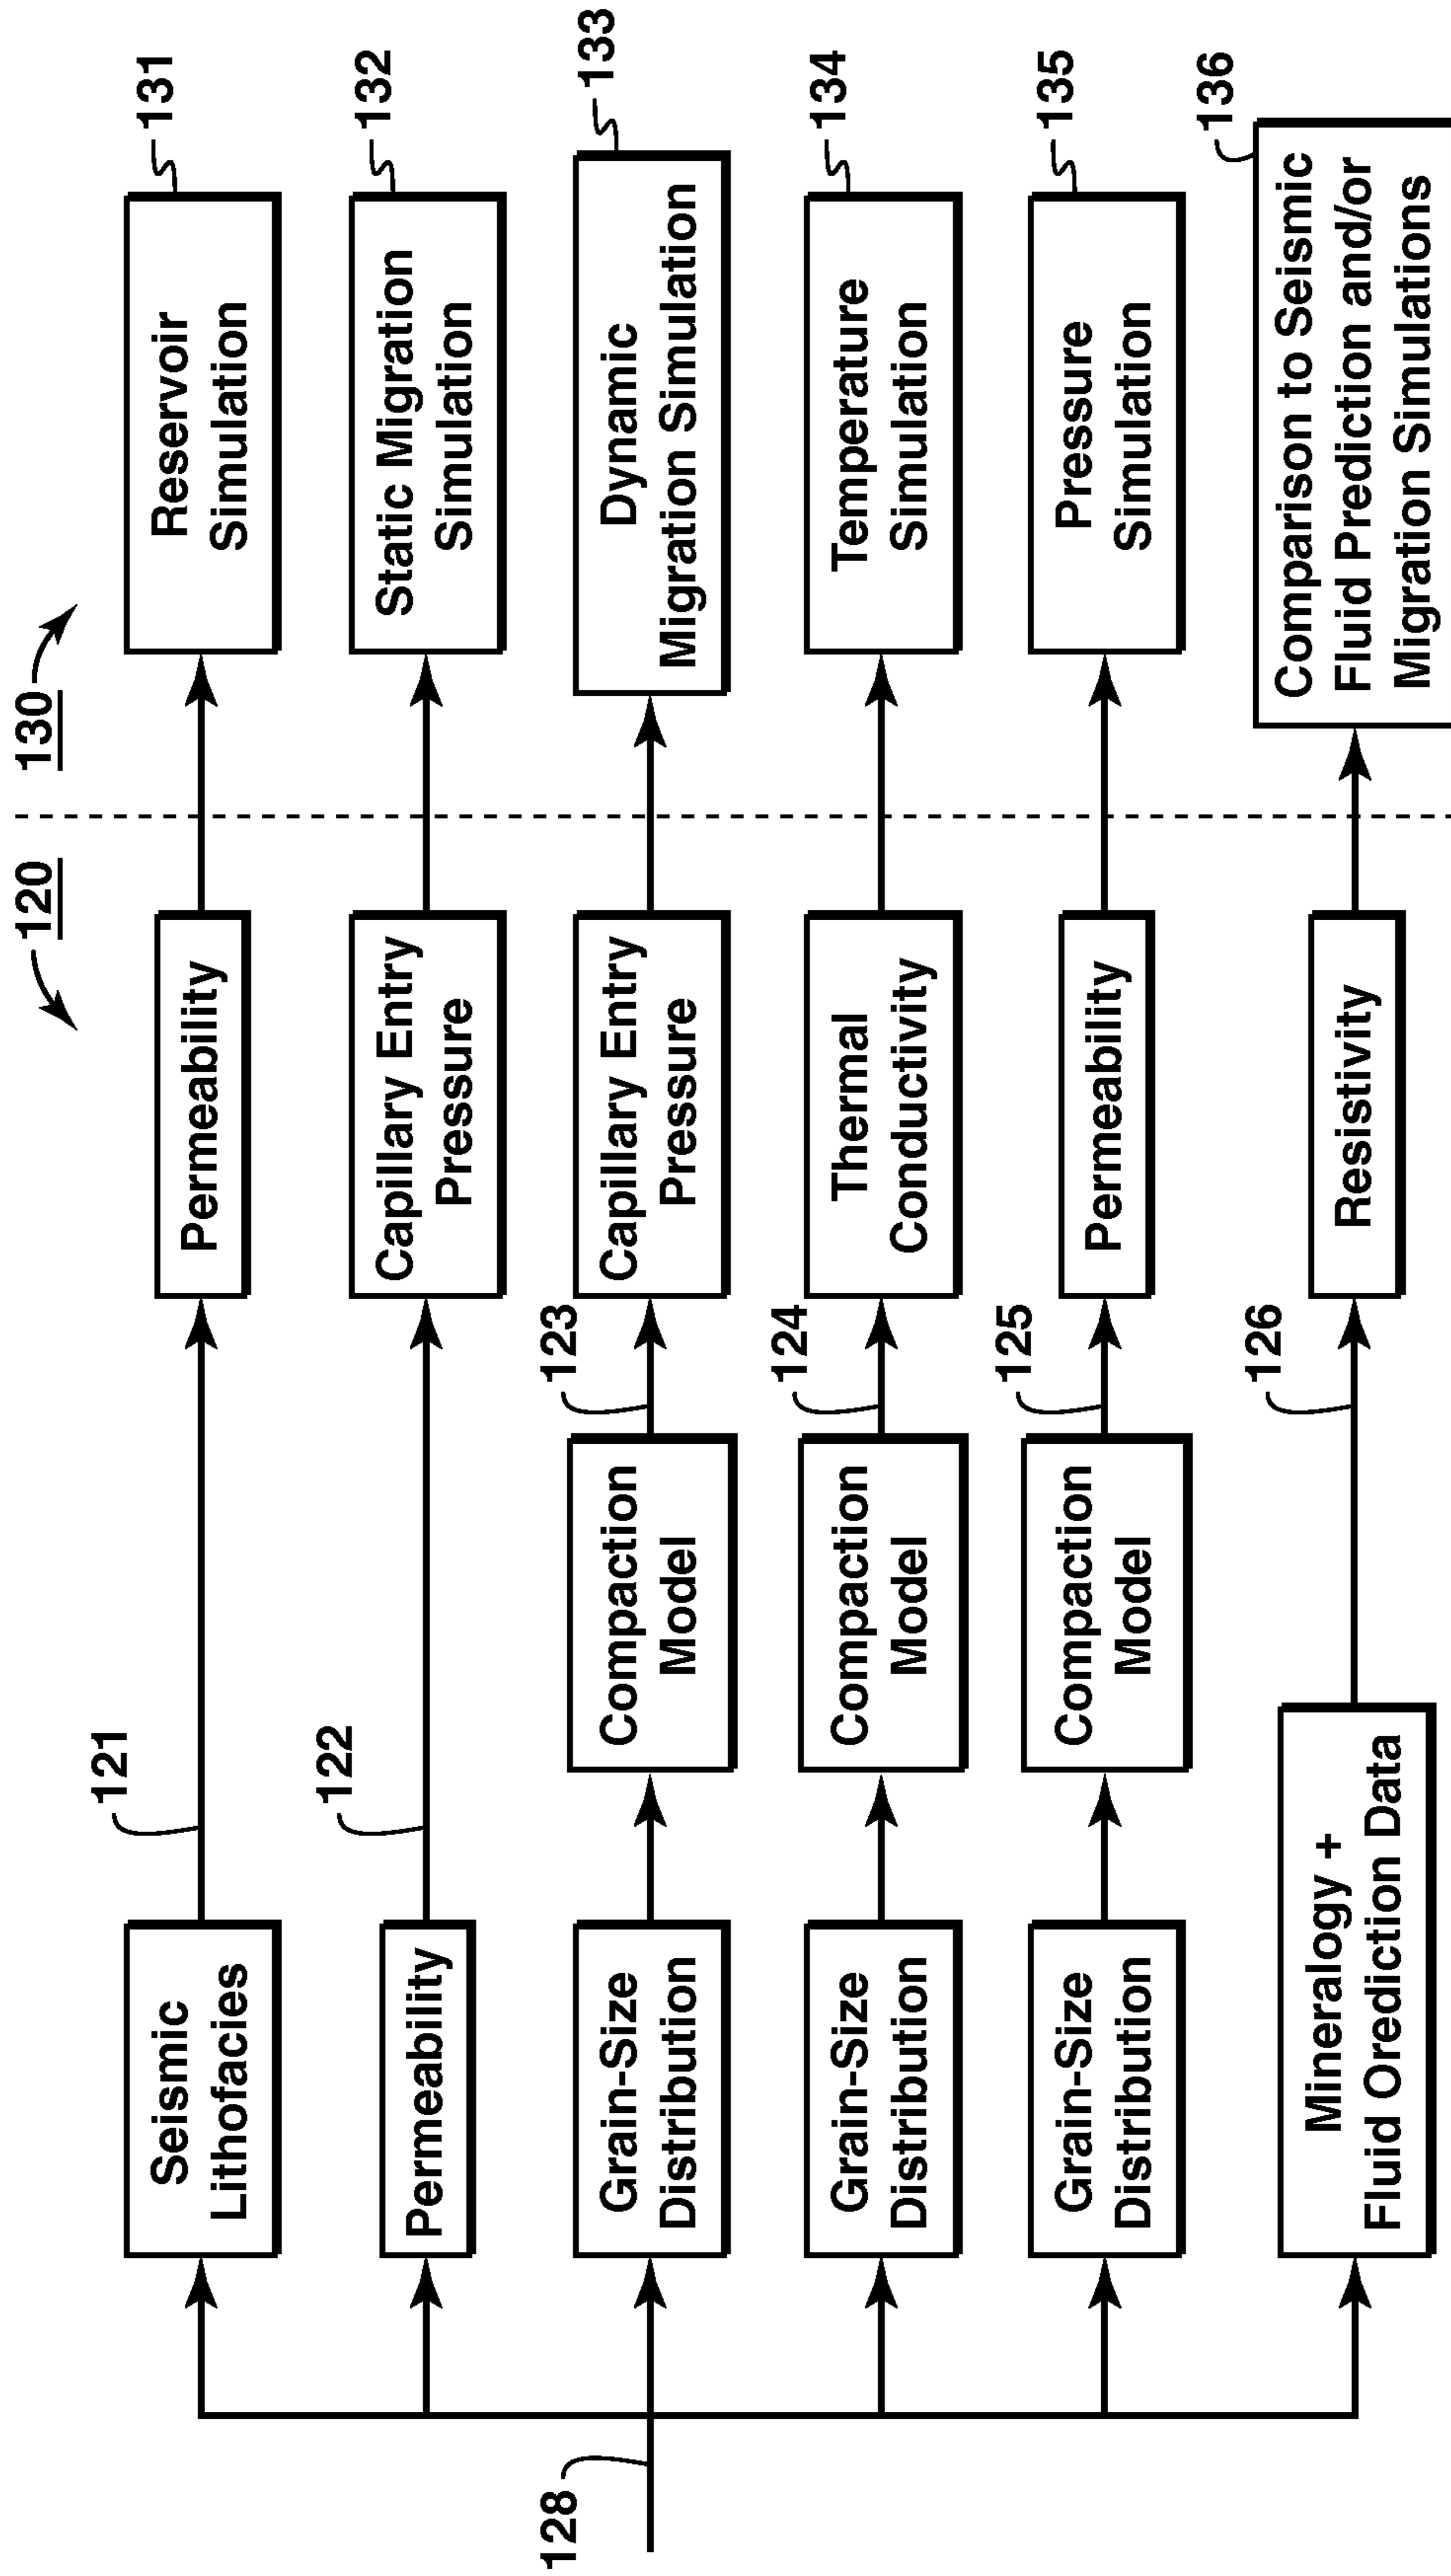 120
130
121
Seismic
Lithofacies
Permeability
Reservoir
Simulation
131
122
Permeability
Capillary Entry
Pressure
Static Migration
Simulation
132
128
Grain-Size
Distribution
Compaction
Model
123
Capillary Entry
Pressure
Dynamic
Migration Simulation
133
Grain-Size
Distribution
Compaction
Model
124
Thermal
Conductivity
Temperature
Simulation
134
Grain-Size
Distribution
Compaction
Model
125
Permeability
Pressure
Simulation
135
Mineralogy +
Fluid Orediction Data
126
Resistivity
Comparison to Seismic
Fluid Prediction and/or
Migration Simulations
136